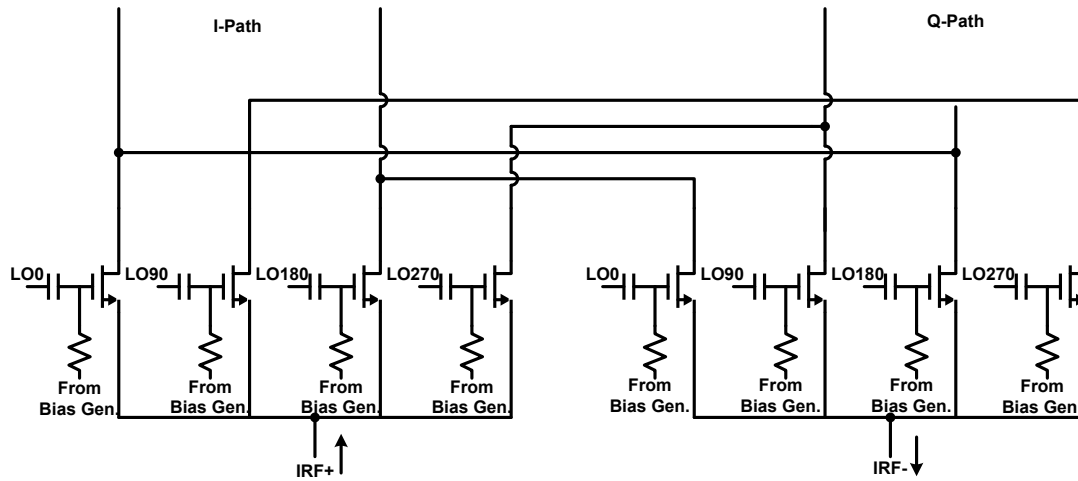 I-Path
Q-Path
LO0
LO90
LO180
LO270
LO0
LO90
LO180
LO270
From
Bias Gen.
From
Bias Gen.
From
Bias Gen.
From
Bias Gen.
From
Bias Gen.
From
Bias Gen.
From
Bias Gen.
From
Bias Gen.
IRF+
IRF-